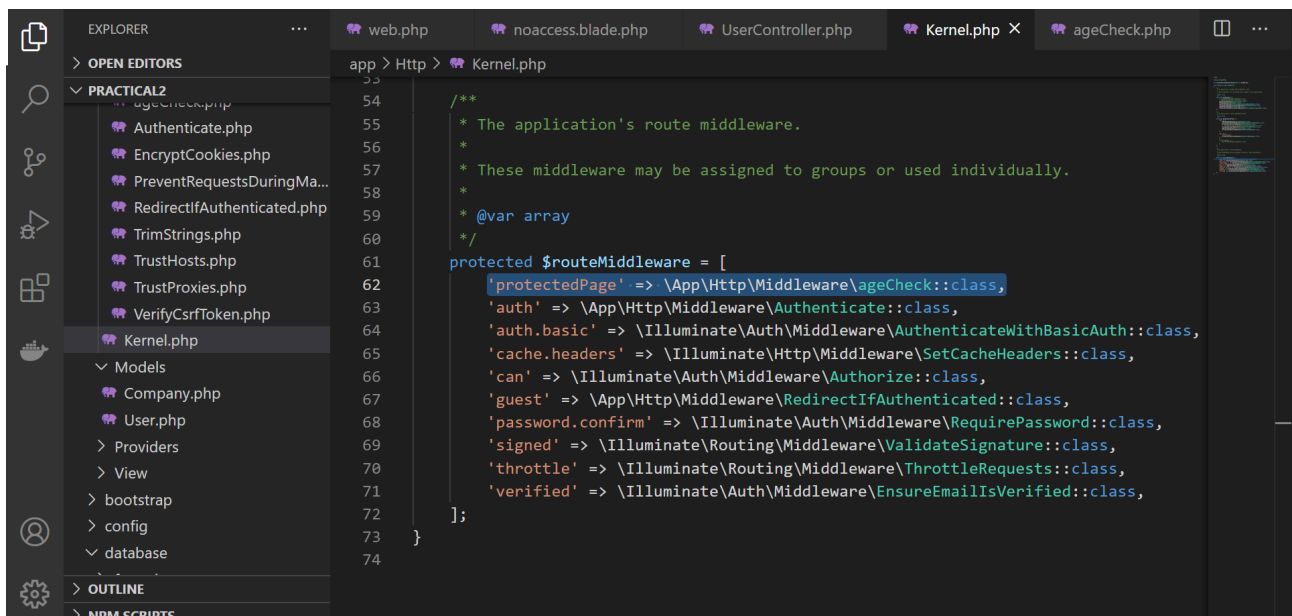 EXPLORER ···
OPEN EDITORS
PRACTICAL2
ageCheck.php
Authenticate.php
EncryptCookies.php
PreventRequestsDuringMa...
RedirectIfAuthenticated.php
TrimStrings.php
TrustHosts.php
TrustProxies.php
VerifyCsrfToken.php
Kernel.php
Models
Company.php
User.php
Providers
View
bootstrap
config
database
OUTLINE
NPM SCRIPTS
web.php noaccess.blade.php UserController.php Kernel.php ageCheck.php ···
app > Http > Kernel.php
53
54 /**
55 * The application's route middleware.
56 *
57 * These middleware may be assigned to groups or used individually.
58 *
59 * @var array
60 */
61 protected $routeMiddleware = [
62 'protectedPage' => \App\Http\Middleware\ageCheck::class,
63 'auth' => \App\Http\Middleware\Authenticate::class,
64 'auth.basic' => \Illuminate\Auth\Middleware\AuthenticateWithBasicAuth::class,
65 'cache.headers' => \Illuminate\Http\Middleware\SetCacheHeaders::class,
66 'can' => \Illuminate\Auth\Middleware\Authorize::class,
67 'guest' => \App\Http\Middleware\RedirectIfAuthenticated::class,
68 'password.confirm' => \Illuminate\Auth\Middleware\RequirePassword::class,
69 'signed' => \Illuminate\Routing\Middleware\ValidateSignature::class,
70 'throttle' => \Illuminate\Routing\Middleware\ThrottleRequests::class,
71 'verified' => \Illuminate\Auth\Middleware\EnsureEmailIsVerified::class,
72 ];
73 }
74